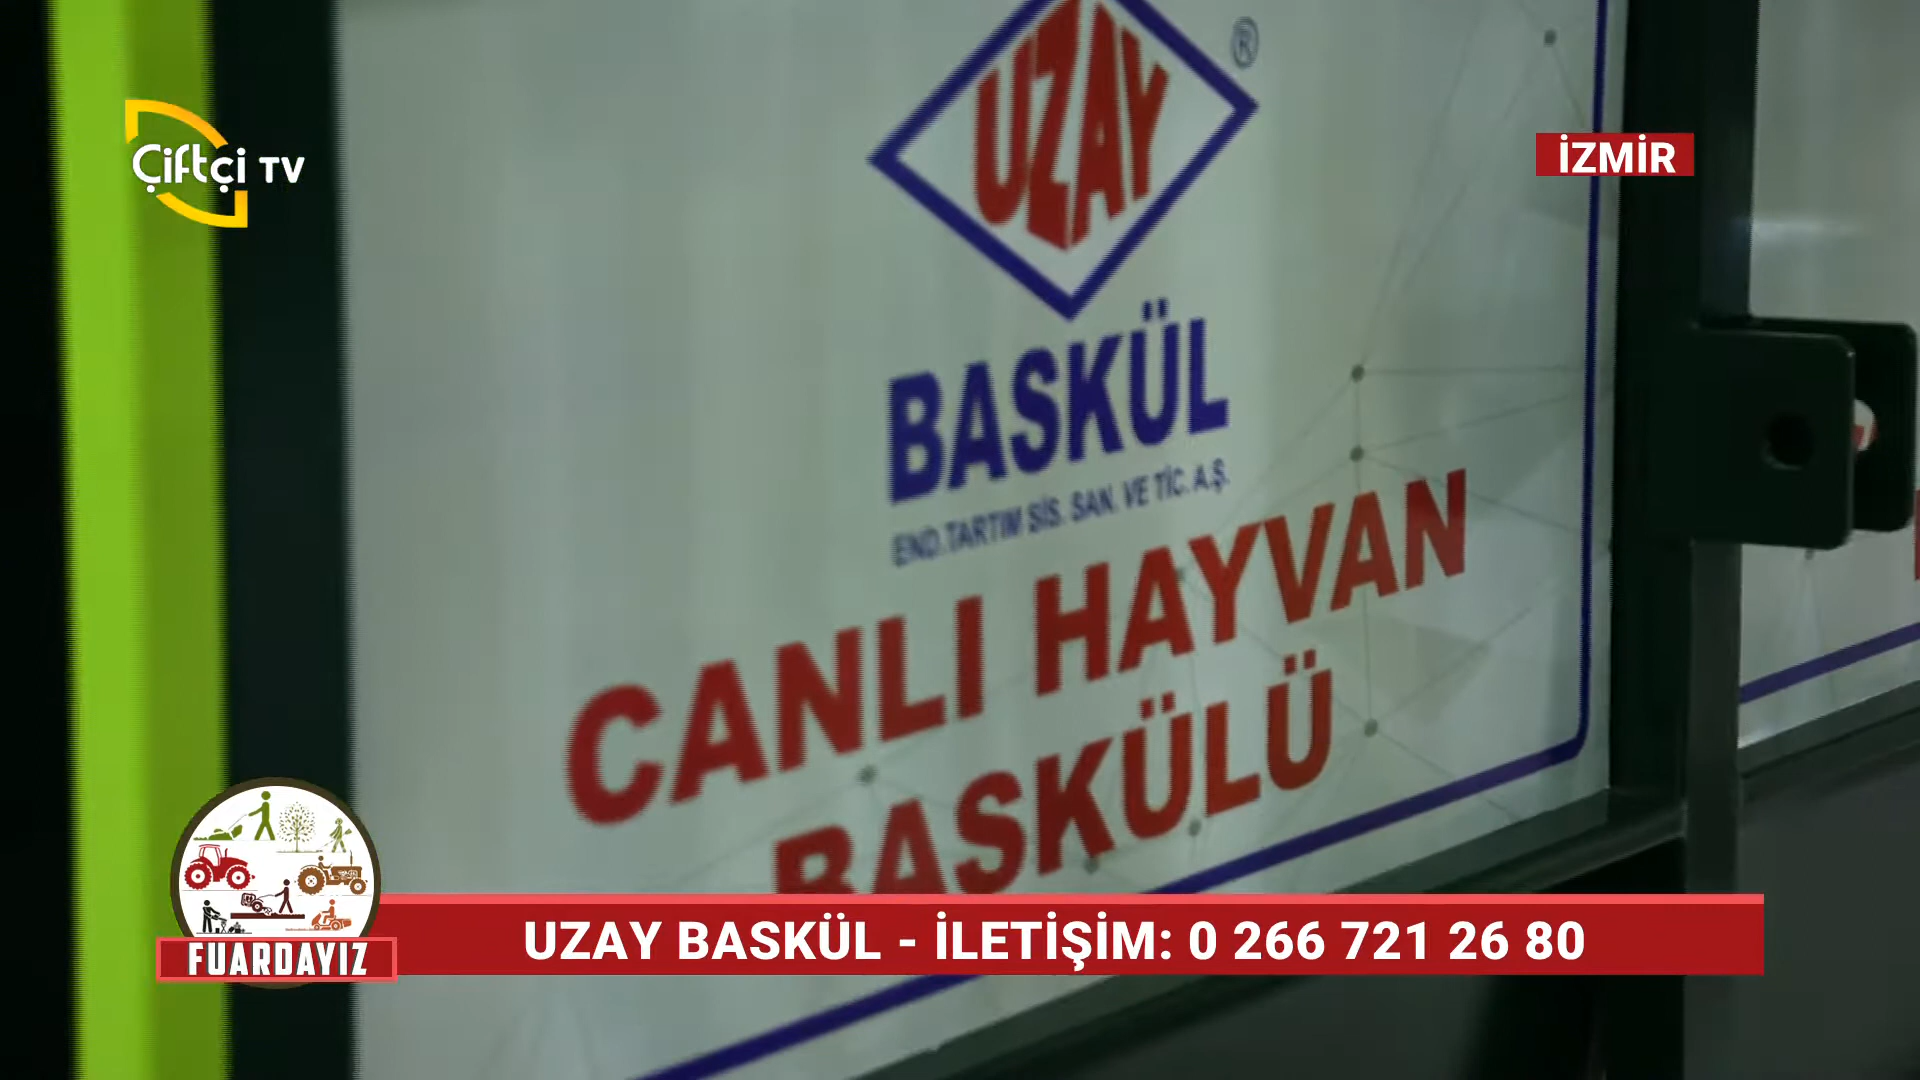 Çiftçi TV
İZMİR
UZAY
®
BASKÜL
END.TARTIM SİS. SAN. VE TİC. A.Ş.
CANLI HAYVAN
BASKÜLÜ
FUARDAYIZ
UZAY BASKÜL - İLETİŞİM: 0 266 721 26 80